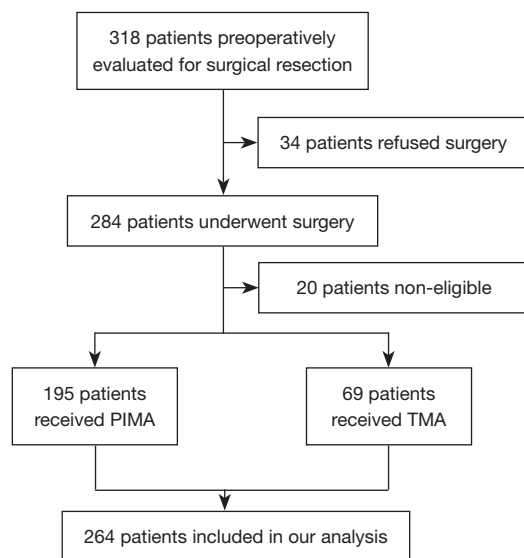 318 patients preoperatively
evaluated for surgical resection
34 patients refused surgery
284 patients underwent surgery
20 patients non-eligible
195 patients
received PIMA
69 patients
received TMA
264 patients included in our analysis